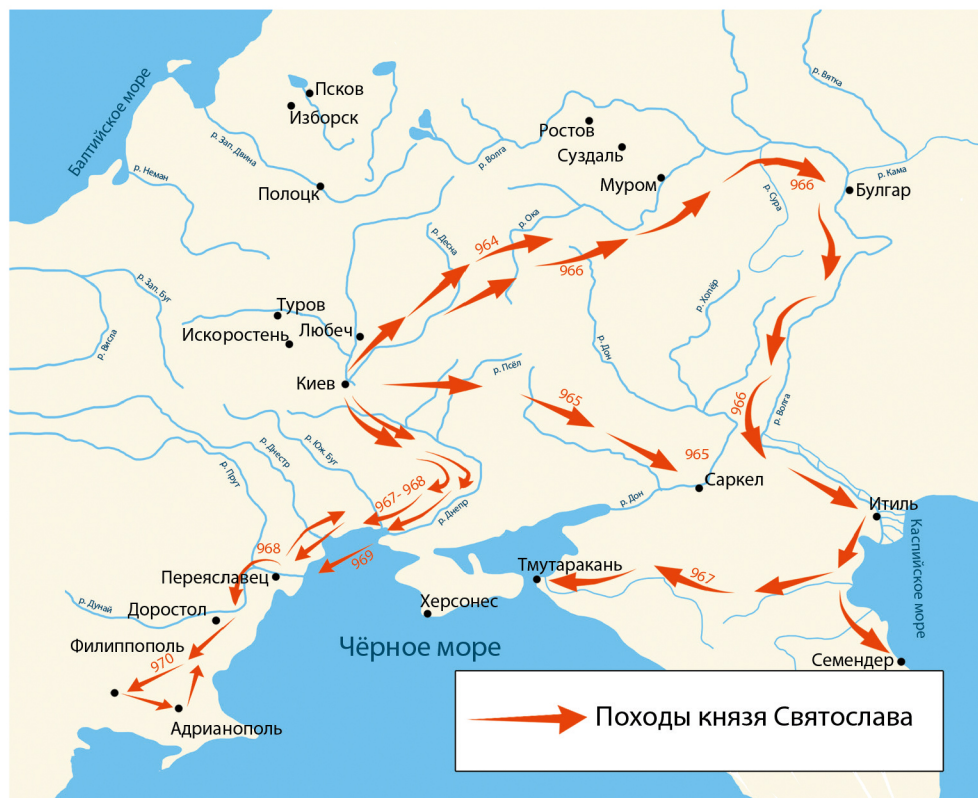 Балтийское море
Псков
Изборск
р. Вятка
Ростов
Суздаль
р. Зап. Двина
р. Волга
р. Неман
Полоцк
Муром
р. Сура
966
р. Кама
Булгар
р. Ока
р. Десна
964
966
р. Зап. Буг
р. Хопёр
Туров
Искоростень
Любеч
р. Висла
р. Дон
Киев
р. Псёл
965
966
р. Волга
р. Прут
р. Днестр
р. Юж. Буг
965
Саркел
967- 968
р. Днепр
р. Дон
Итиль
Каспийское море
968
969
Переяславец
Тмутаракань
967
р. Дунай
Доростол
Херсонес
Филиппополь
Чёрное море
970
Семендер
Адрианополь
Походы князя Святослава